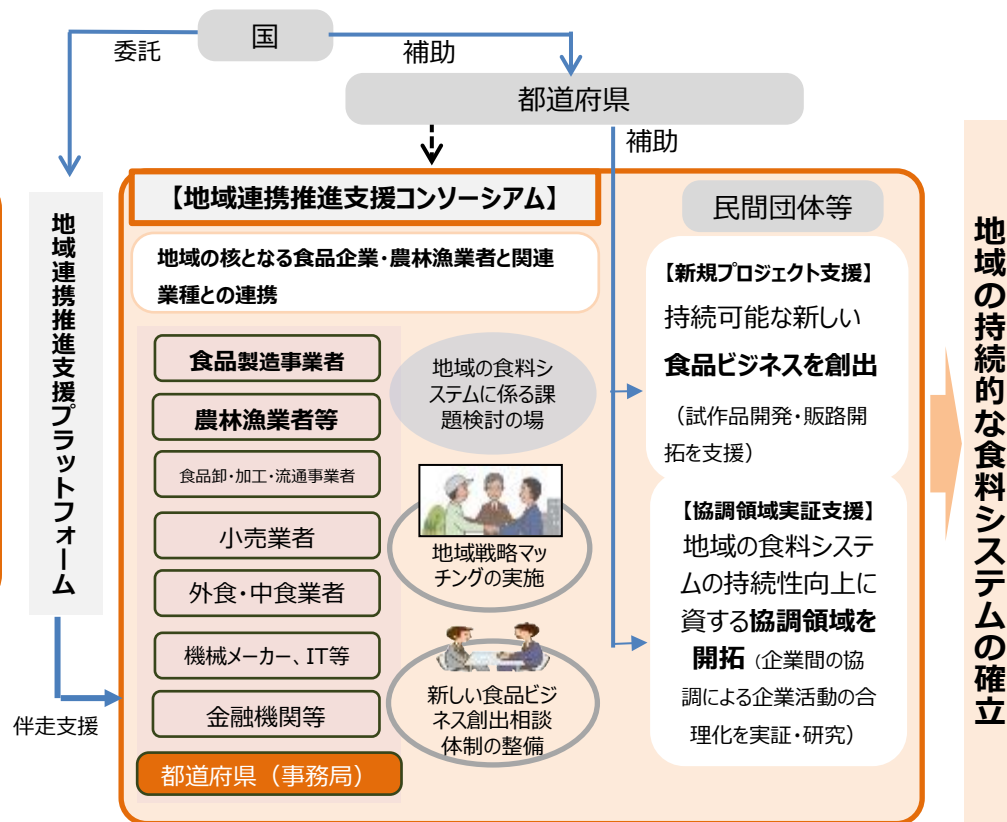 国
委託
補助
都道府県
補助
地域連携推進支援プラットフォーム
伴走支援
【地域連携推進支援コンソーシアム】
地域の核となる食品企業・農林漁業者と関連
業種との連携
食品製造事業者
農林漁業者等
食品卸・加工・流通事業者
小売業者
外食・中食業者
機械メーカー、IT等
金融機関等
都道府県（事務局）
地域の食料シ
ステムに係る課
題検討の場
地域戦略マッ
チングの実施
新しい食品ビジ
ネス創出相談
体制の整備
民間団体等
【新規プロジェクト支援】
持続可能な新しい
食品ビジネスを創出
（試作品開発・販路開
拓を支援）
【協調領域実証支援】
地域の食料システ
ムの持続性向上に
資する協調領域を
開拓（企業間の協
調による企業活動の合
理化を実証・研究）
地域の持続的な食料システムの確立